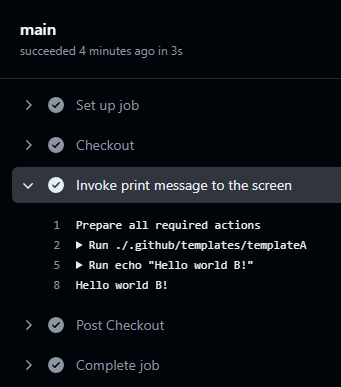 main
succeeded 4 minutes ago in 3s
Set up job
Checkout
Invoke print message to the screen
1 Prepare all required actions
2 ▶ Run ./.github/templates/templateA
5 ▶ Run echo "Hello world B!"
8 Hello world B!
Post Checkout
Complete job